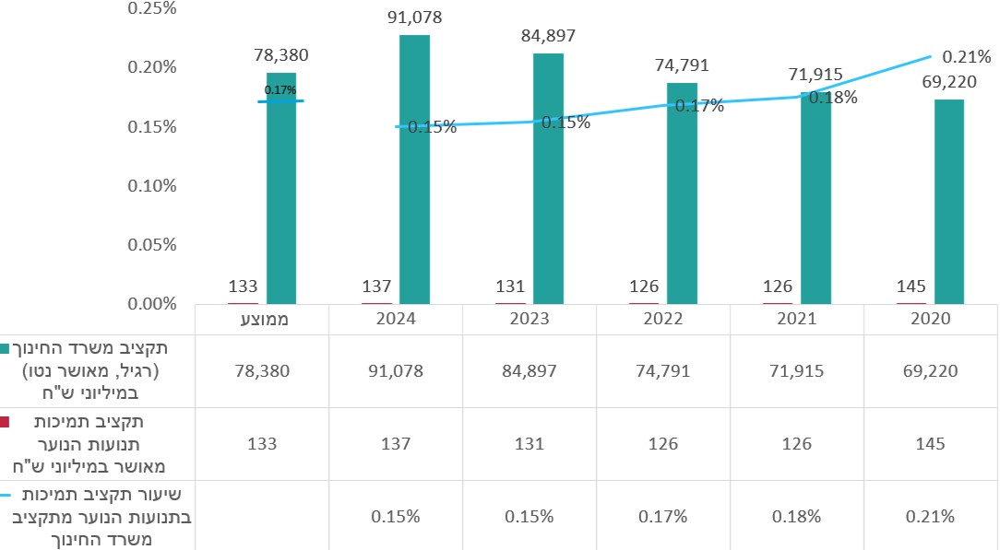 0.25%
0.20%
0.15%
0.10%
0.05%
0.00%
78,380
91,078
84,897
74,791
71,915
69,220
0.17%
0.15%
0.15%
0.17%
0.18%
0.21%
133
137
131
126
126
145
ממוצע 2024 2023 2022 2021 2020
תקציב משרד החינוך
(רגיל, מאושר נטו)
במיליוני ש"ח
78,380 91,078 84,897 74,791 71,915 69,220
תקציב תמיכות
תנועות הנוער
מאושר במיליוני ש"ח
133 137 131 126 126 145
שיעור תקציב תמיכות
בתנועות הנוער מתקציב
משרד החינוך
0.15% 0.15% 0.17% 0.18% 0.21%